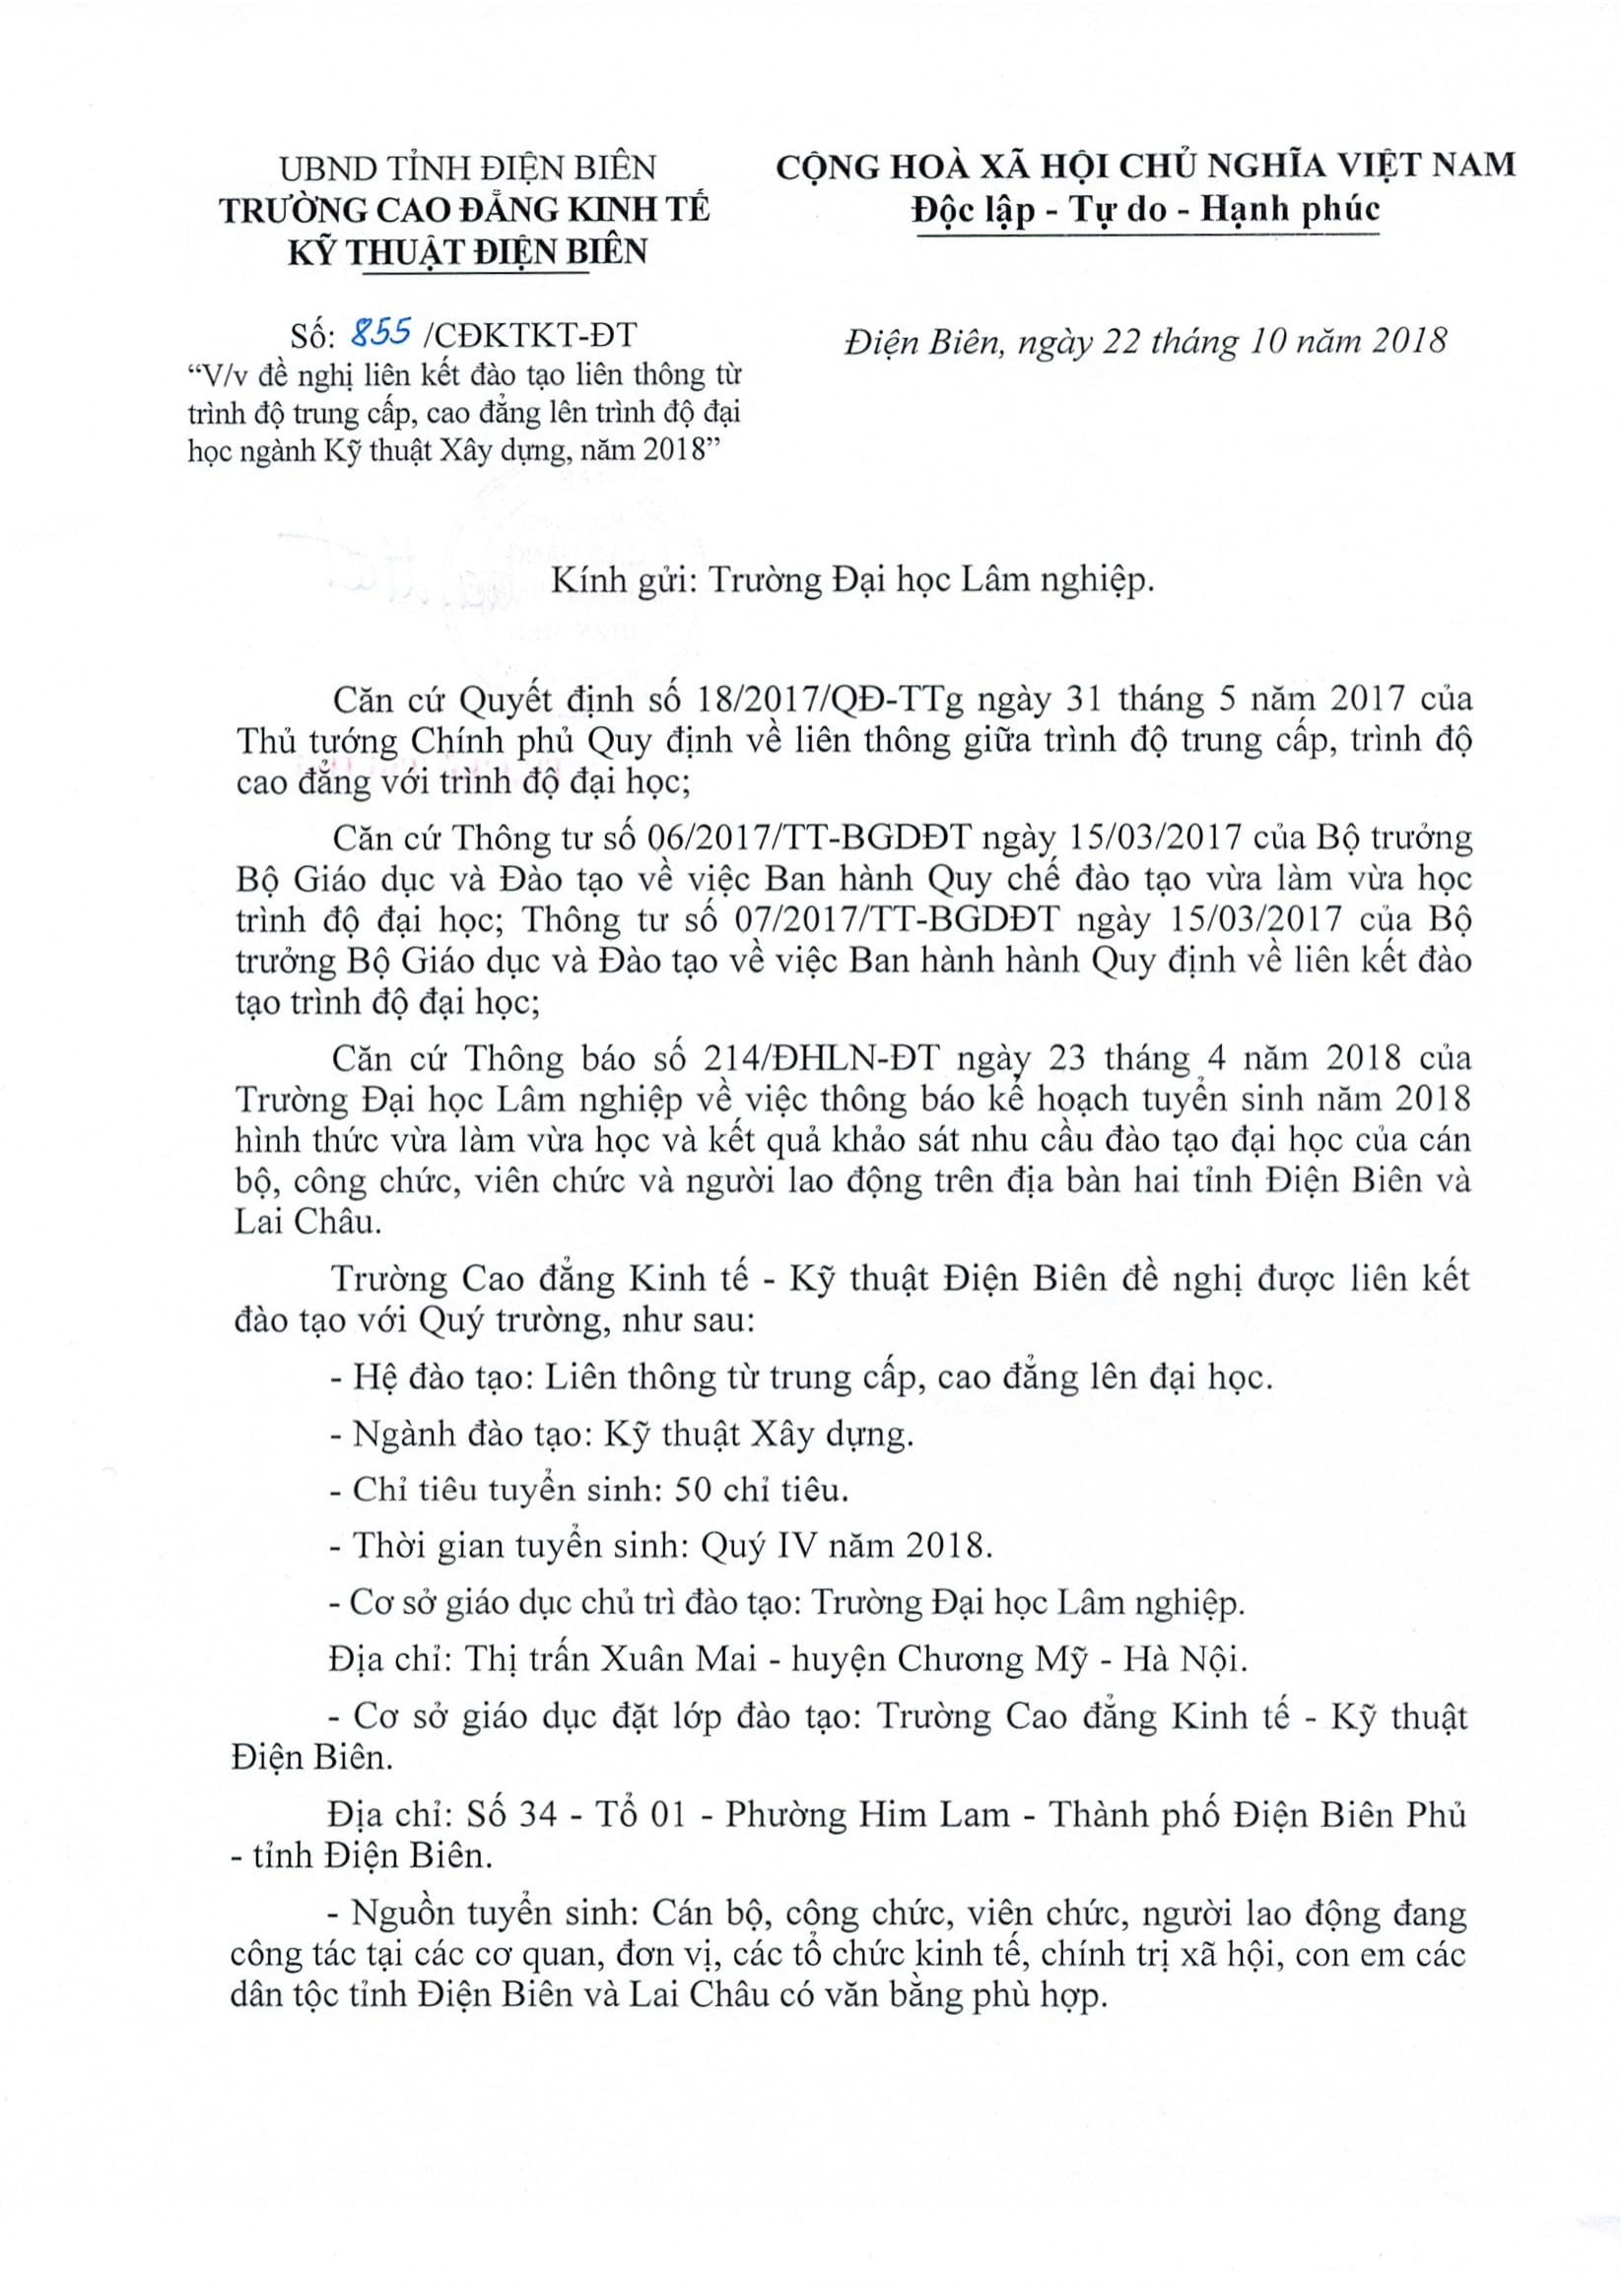 UBND TỈNH ĐIỆN BIÊN
TRƯỜNG CAO ĐẲNG KINH TẾ
KỸ THUẬT ĐIỆN BIÊN
CỘNG HOÀ XÃ HỘI CHỦ NGHĨA VIỆT NAM
Độc lập - Tự do - Hạnh phúc
Số: 855 /CĐKTKT-ĐT
“V/v đề nghị liên kết đào tạo liên thông từ
trình độ trung cấp, cao đẳng lên trình độ đại
học ngành Kỹ thuật Xây dựng, năm 2018”
Điện Biên, ngày 22 tháng 10 năm 2018
Kính gửi: Trường Đại học Lâm nghiệp.
Căn cứ Quyết định số 18/2017/QĐ-TTg ngày 31 tháng 5 năm 2017 của
Thủ tướng Chính phủ Quy định về liên thông giữa trình độ trung cấp, trình độ
cao đẳng với trình độ đại học;
Căn cứ Thông tư số 06/2017/TT-BGDĐT ngày 15/03/2017 của Bộ trưởng
Bộ Giáo dục và Đào tạo về việc Ban hành Quy chế đào tạo vừa làm vừa học
trình độ đại học; Thông tư số 07/2017/TT-BGDĐT ngày 15/03/2017 của Bộ
trưởng Bộ Giáo dục và Đào tạo về việc Ban hành hành Quy định về liên kết đào
tạo trình độ đại học;
Căn cứ Thông báo số 214/ĐHLN-ĐT ngày 23 tháng 4 năm 2018 của
Trường Đại học Lâm nghiệp về việc thông báo kế hoạch tuyển sinh năm 2018
hình thức vừa làm vừa học và kết quả khảo sát nhu cầu đào tạo đại học của cán
bộ, công chức, viên chức và người lao động trên địa bàn hai tỉnh Điện Biên và
Lai Châu.
Trường Cao đẳng Kinh tế - Kỹ thuật Điện Biên đề nghị được liên kết
đào tạo với Quý trường, như sau:
- Hệ đào tạo: Liên thông từ trung cấp, cao đẳng lên đại học.
- Ngành đào tạo: Kỹ thuật Xây dựng.
- Chỉ tiêu tuyển sinh: 50 chỉ tiêu.
- Thời gian tuyển sinh: Quý IV năm 2018.
- Cơ sở giáo dục chủ trì đào tạo: Trường Đại học Lâm nghiệp.
Địa chỉ: Thị trấn Xuân Mai - huyện Chương Mỹ - Hà Nội.
- Cơ sở giáo dục đặt lớp đào tạo: Trường Cao đẳng Kinh tế - Kỹ thuật
Điện Biên.
Địa chỉ: Số 34 - Tổ 01 - Phường Him Lam - Thành phố Điện Biên Phủ
- tỉnh Điện Biên.
- Nguồn tuyển sinh: Cán bộ, công chức, viên chức, người lao động đang
công tác tại các cơ quan, đơn vị, các tổ chức kinh tế, chính trị xã hội, con em các
dân tộc tỉnh Điện Biên và Lai Châu có văn bằng phù hợp.